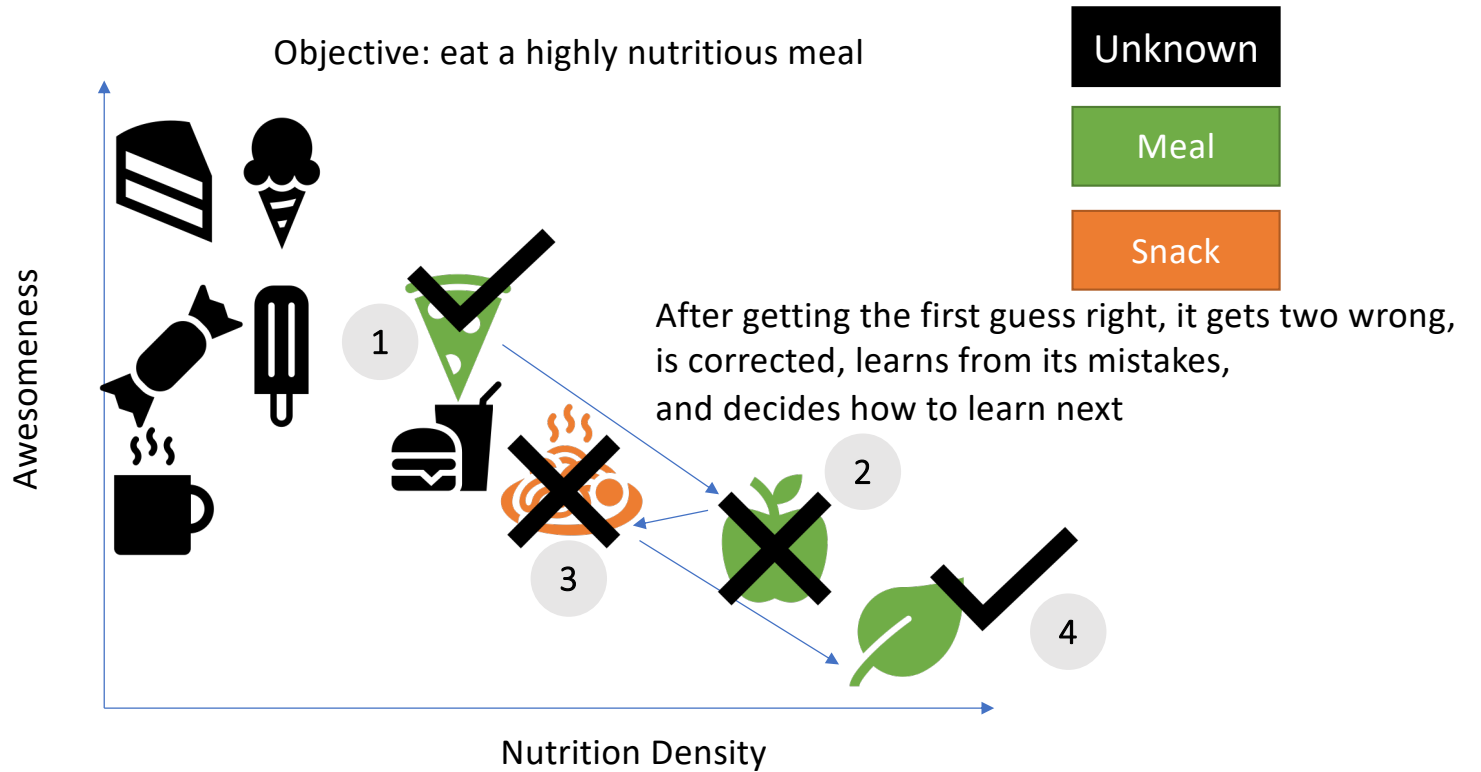 Objective: eat a highly nutritious meal
Unknown
Meal
Snack
Awesomeness
1
After getting the first guess right, it gets two wrong,
is corrected, learns from its mistakes,
and decides how to learn next
2
3
4
Nutrition Density